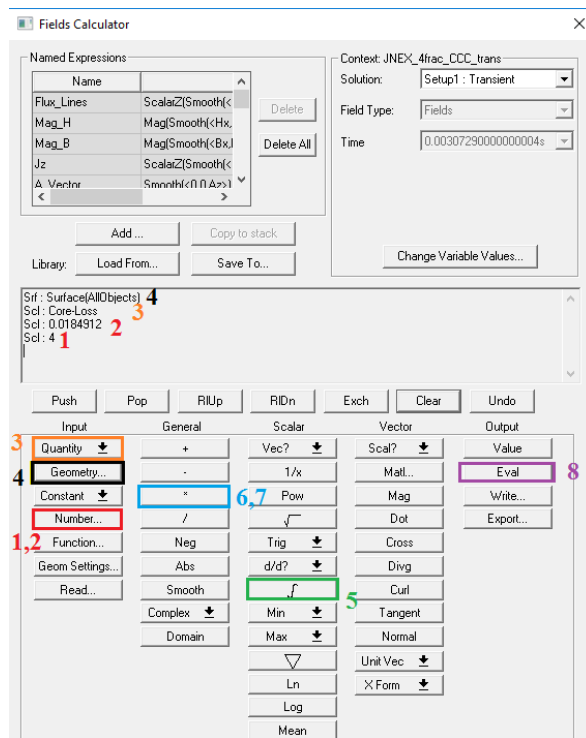 Fields Calculator
Named Expressions
Name
Flux_Lines ScalarZ(Smooth(<
Mag_H Mag(Smooth(<Hx,
Mag_B Mag(Smooth(<Bx,
Jz ScalarZ(Smooth(<
A_Vector Smooth(<0,0,Az>)
Delete
Delete All
Context: JNEX_4frac_CCC_trans
Solution: Setup1 : Transient
Field Type: Fields
Time 0.00307290000000004s
Add ... Copy to stack
Library: Load From... Save To...
Change Variable Values...
Srf : Surface(AllObjects) 4
Scl : Core-Loss 3
Scl : 0.0184912 2
Scl : 4 1
Push Pop RlUp RlDn Exch Clear Undo
Input General Scalar Vector Output
3 Quantity + Vec? Scal? Value
4 Geometry... - 1/x Matl... Eval 8
Constant * 6,7 Pow Mag Write...
1,2 Number... / √ Dot Export...
Function... Neg Trig Cross
Geom Settings... Abs d/d? Divg
Read... Smooth ∫ 5 Curl
Complex Min Tangent
Domain Max Normal
▽ Unit Vec
Ln X Form
Log
Mean